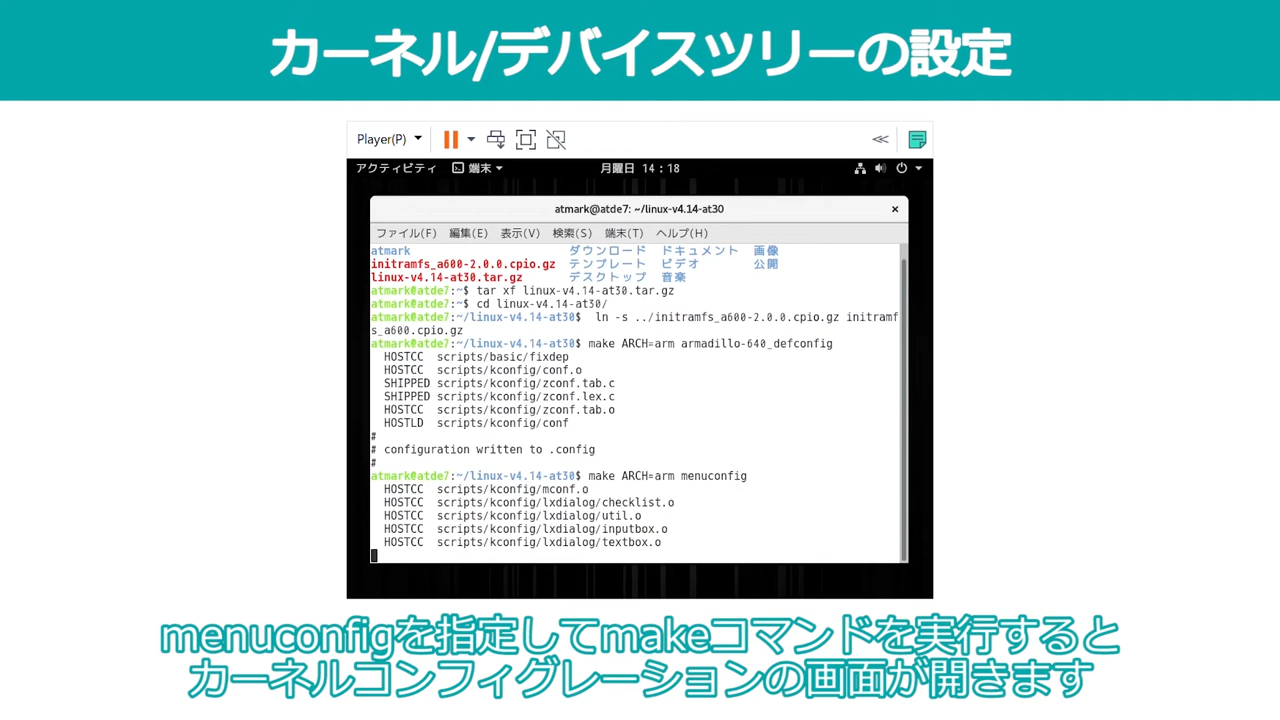 カーネル/デバイスツリーの設定
Player(P)
アクティビティ 端末 月曜日 14:18
atmark@atde7: ~/linux-v4.14-at30 ×
ファイル(F) 編集(E) 表示(V) 検索(S) 端末(T) ヘルプ(H)
atmark ダウンロード ドキュメント 画像
initramfs_a600-2.0.0.cpio.gz テンプレート ビデオ 公開
linux-v4.14-at30.tar.gz デスクトップ 音楽
atmark@atde7:~$ tar xf linux-v4.14-at30.tar.gz
atmark@atde7:~$ cd linux-v4.14-at30/
atmark@atde7:~/linux-v4.14-at30$  ln -s ../initramfs_a600-2.0.0.cpio.gz initramf
s_a600.cpio.gz
atmark@atde7:~/linux-v4.14-at30$ make ARCH=arm armadillo-640_defconfig
HOSTCC  scripts/basic/fixdep
HOSTCC  scripts/kconfig/conf.o
SHIPPED scripts/kconfig/zconf.tab.c
SHIPPED scripts/kconfig/zconf.lex.c
HOSTCC  scripts/kconfig/zconf.tab.o
HOSTLD  scripts/kconfig/conf
#
# configuration written to .config
#
atmark@atde7:~/linux-v4.14-at30$ make ARCH=arm menuconfig
HOSTCC  scripts/kconfig/mconf.o
HOSTCC  scripts/kconfig/lxdialog/checklist.o
HOSTCC  scripts/kconfig/lxdialog/util.o
HOSTCC  scripts/kconfig/lxdialog/inputbox.o
HOSTCC  scripts/kconfig/lxdialog/textbox.o
menuconfigを指定してmakeコマンドを実行すると
カーネルコンフィグレーションの画面が開きます